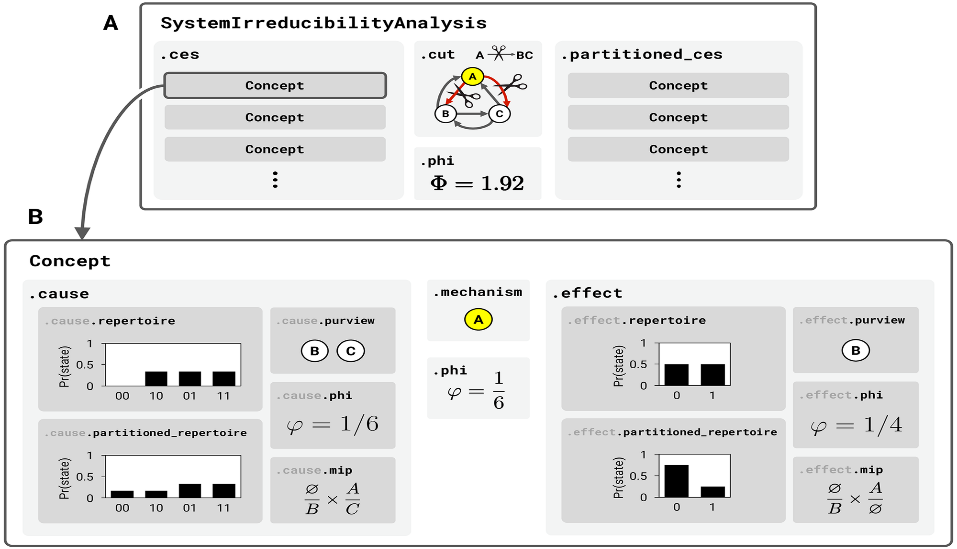 A
SystemIrreducibilityAnalysis
.ces
Concept
Concept
Concept
.cut A BC
A
B C
.phi
Φ = 1.92
.partitioned_ces
Concept
Concept
Concept
B
Concept
.cause
.cause.repertoire
Pr(state)
1
0.5
0
00 10 01 11
.cause.partitioned_repertoire
Pr(state)
1
0.5
0
00 10 01 11
.cause.purview
B C
.cause.phi
φ = 1/6
.cause.mip
∅/B × A/C
.mechanism
A
.phi
φ = 1/6
.effect
.effect.repertoire
Pr(state)
1
0.5
0
0 1
.effect.partitioned_repertoire
Pr(state)
1
0.5
0
0 1
.effect.purview
B
.effect.phi
φ = 1/4
.effect.mip
∅/B × A/∅